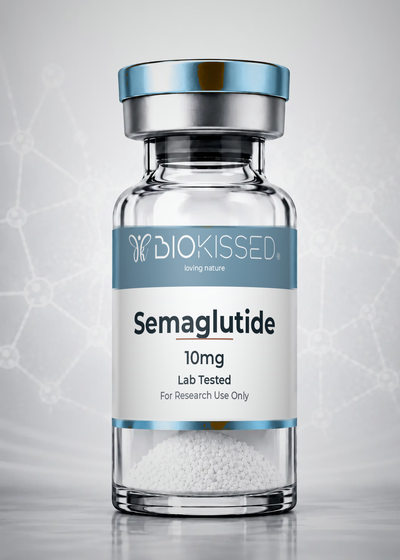 BIOKISSED®
loving nature
Semaglutide
10mg
Lab Tested
For Research Use Only